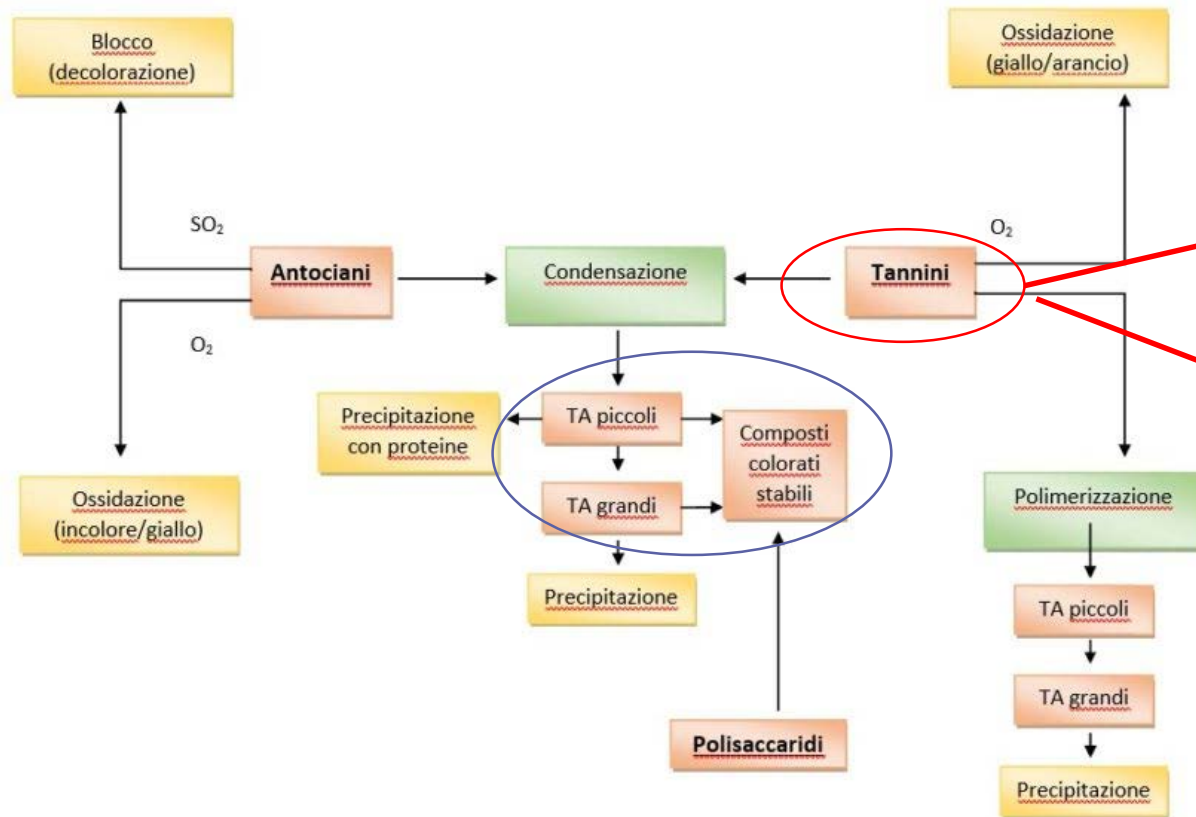 Blocco
(decolorazione)
Ossidazione
(giallo/arancio)
SO₂
O₂
Antociani
Condensazione
Tannini
O₂
Precipitazione
con proteine
TA piccoli
Composti
colorati
stabili
TA grandi
Ossidazione
(incolore/giallo)
Polimerizzazione
Precipitazione
TA piccoli
TA grandi
Polisaccaridi
Precipitazione